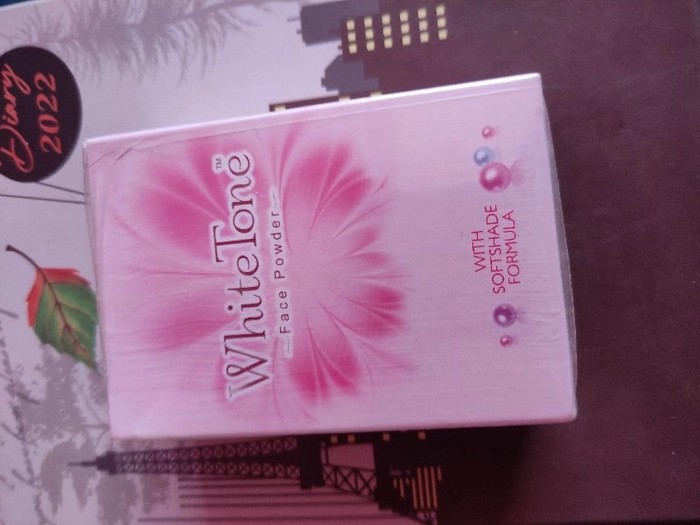 Diary
2022
WhiteTone™
Face Powder
WITH
SOFTSHADE
FORMULA